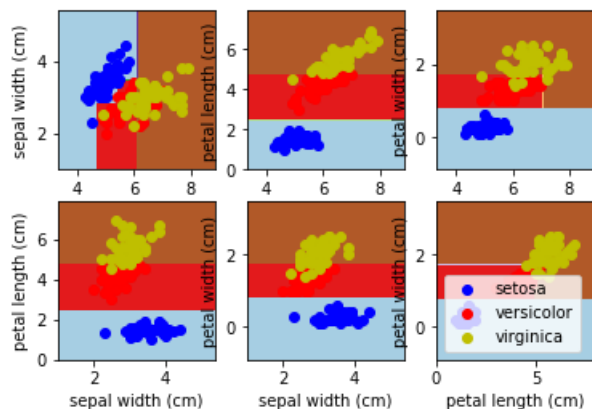 sepal width (cm)
4
2
4 6 8
petal length (cm)
6
4
2
0
4 6 8
petal width (cm)
2
0
4 6 8
petal length (cm)
6
4
2
0
2 4
sepal width (cm)
petal width (cm)
2
0
2 4
sepal width (cm)
petal width (cm)
2
0
0 5
petal length (cm)
setosa
versicolor
virginica